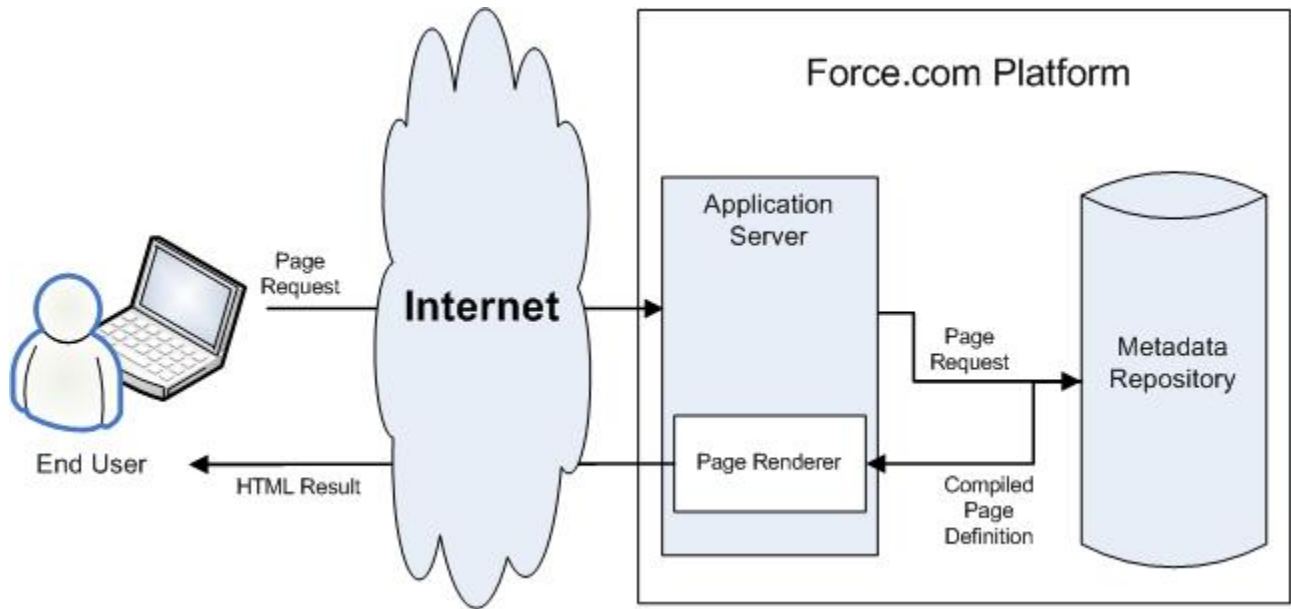 Force.com Platform
Application
Server
Page
Request
Internet
Page
Request
Metadata
Repository
Page Renderer
End User
HTML Result
Compiled
Page
Definition